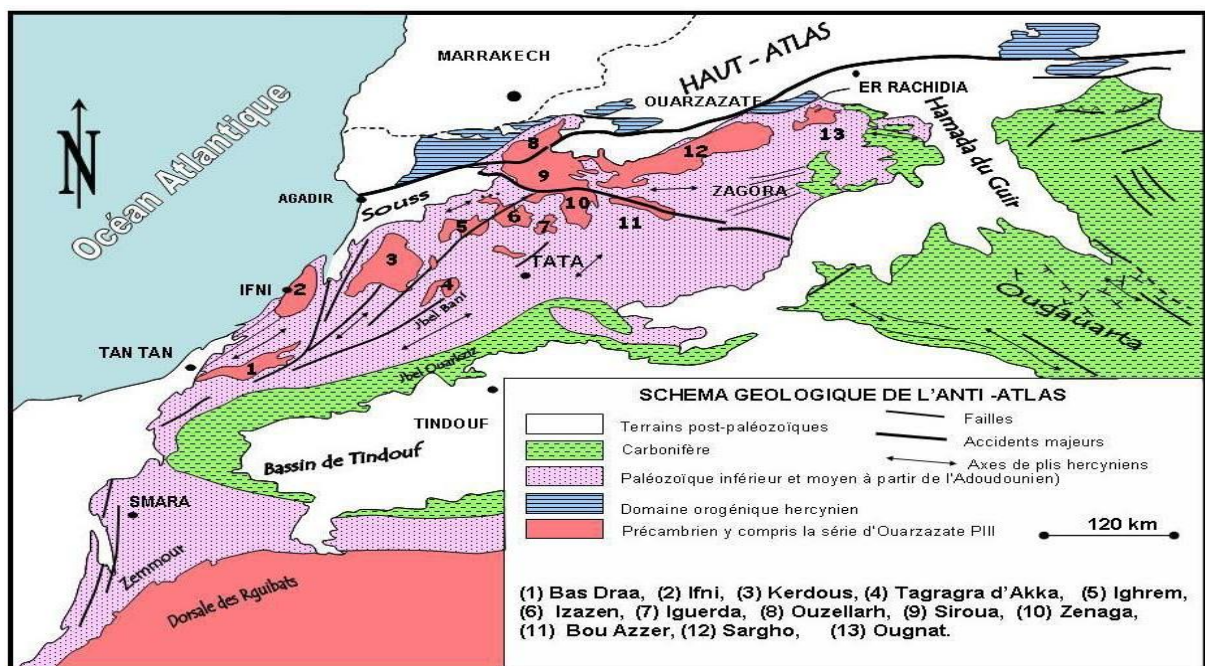 MARRAKECH
HAUT - ATLAS
OUARZAZATE
ER RACHIDIA
Hamada du Guir
Océan Atlantique
N
8
13
12
9
AGADIR
Souss
ZAGORA
10
6
5
7
11
3
TATA
IFNI
2
4
Jbel Bani
Ougauarta
TAN TAN
1
Jbel Ouarkziz
TINDOUF
Bassin de Tindouf
SMARA
Zemmour
Dorsale des Rguibats
SCHEMA GEOLOGIQUE DE L'ANTI -ATLAS
Terrains post-paléozoïques
Failles
Carbonifère
Accidents majeurs
Axes de plis hercyniens
Paléozoïque inférieur et moyen à partir de l'Adoudounien)
Domaine orogénique hercynien
Précambrien y compris la série d'Ouarzazate PIII
120 km
(1) Bas Draa, (2) Ifni, (3) Kerdous, (4) Tagragra d'Akka, (5) Ighrem,
(6) Izazen, (7) Iguerda, (8) Ouzellarh, (9) Siroua, (10) Zenaga,
(11) Bou Azzer, (12) Sargho, (13) Ougnat.